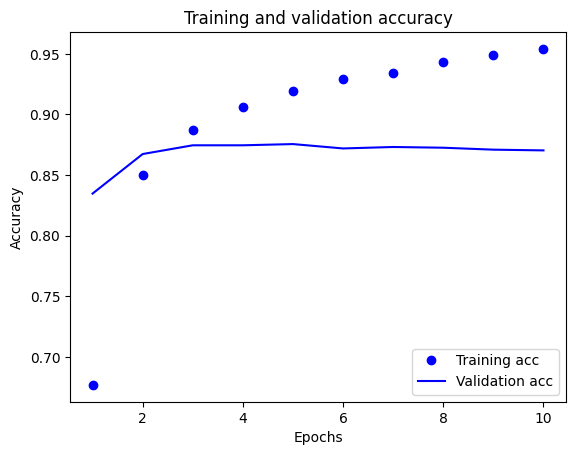 Training and validation accuracy
Accuracy
0.95
0.90
0.85
0.80
0.75
0.70
Training acc
Validation acc
2 4 6 8 10
Epochs